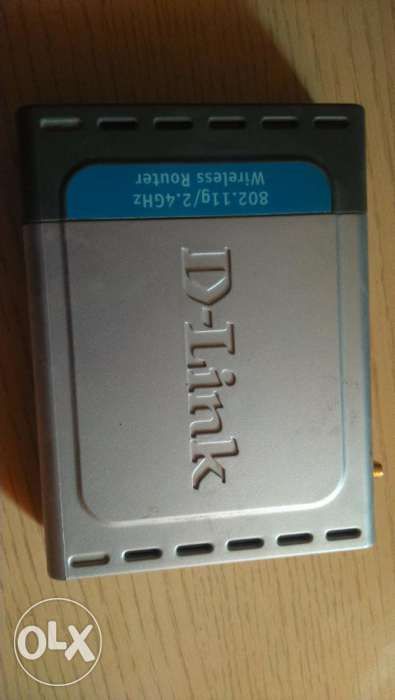 802.11g/2.4GHz
Wireless Router
D-Link
OLX